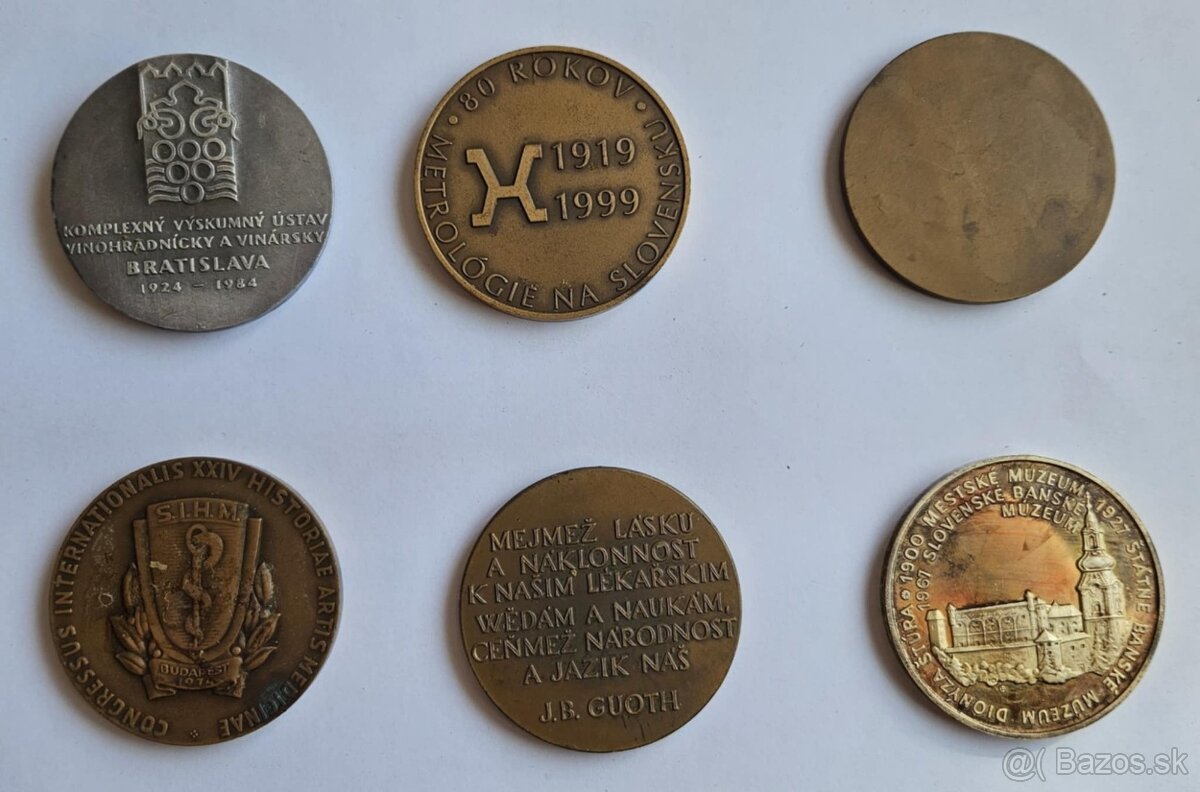 KOMPLEXNÝ VÝSKUMNÝ ÚSTAV
VINOHRADNÍCKY A VINÁRSKY
BRATISLAVA
1924 - 1984
· 80 ROKOV ·
METROLÓGIE NA SLOVENSKU
1919
1999
CONGRESSUS INTERNATIONALIS XXIV HISTORIAE ARTIS MEDICINAE
S.I.H.M.
BUDAPEST
1974
MEJMEŽ LÁSKU
A NÁKLONNOST
K NAŠIM LÉKAŘSKIM
WĚDÁM A NAUKÁM,
CEŇMEŽ NÁRODNOST
A JAZIK NÁŠ
J.B. GUOTH
1900 MESTSKÉ MÚZEUM · 1927 ŠTÁTNE BANSKÉ MÚZEUM DIONÝZA ŠTÚRA
1967 SLOVENSKÉ BANSKÉ
MÚZEUM
@( Bazos.sk